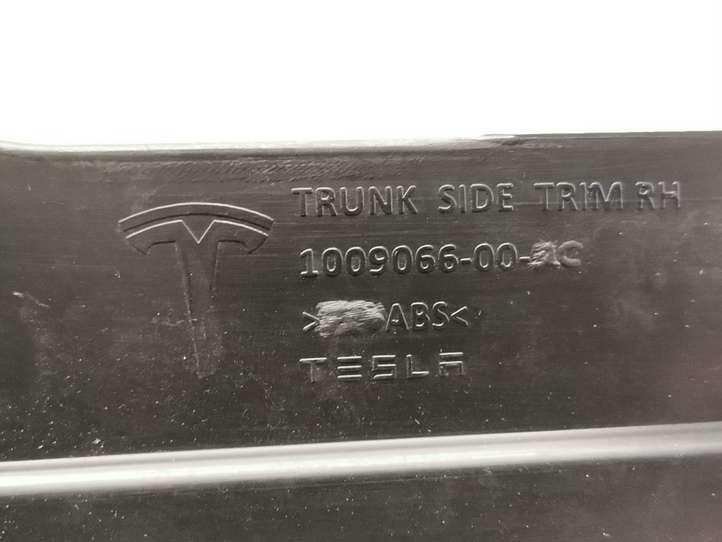 TRUNK SIDE TRIM RH
1009066-00-
ABS<
TESLA